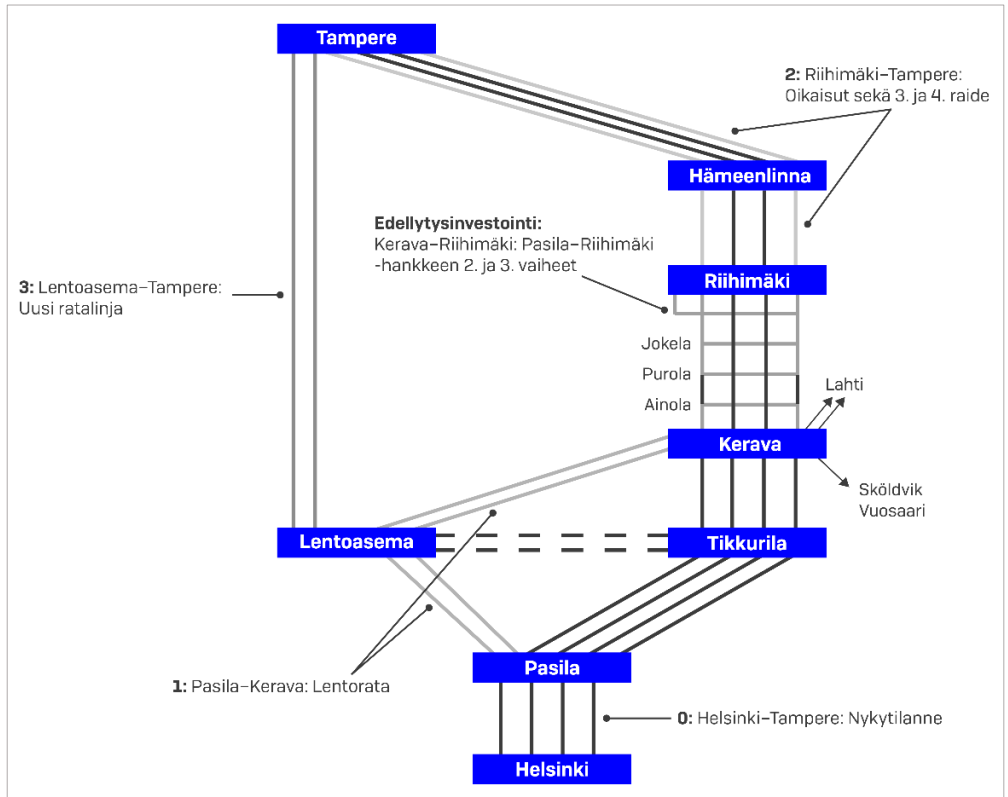 Tampere
2: Riihimäki–Tampere:
Oikaisut sekä 3. ja 4. raide
Hämeenlinna
Edellytysinvestointi:
Kerava–Riihimäki: Pasila–Riihimäki
-hankkeen 2. ja 3. vaiheet
Riihimäki
3: Lentoasema–Tampere:
Uusi ratalinja
Jokela
Purola
Ainola
Lahti
Kerava
Sköldvik
Vuosaari
Lentoasema
Tikkurila
Pasila
1: Pasila–Kerava: Lentorata
0: Helsinki–Tampere: Nykytilanne
Helsinki